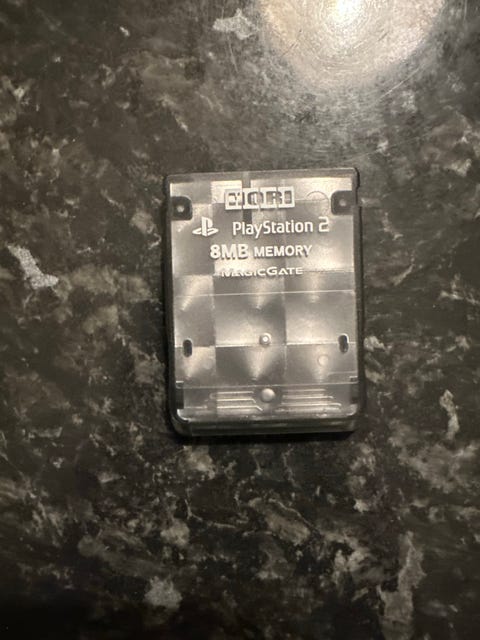 HORI
PlayStation 2
8MB MEMORY
MAGICGATE